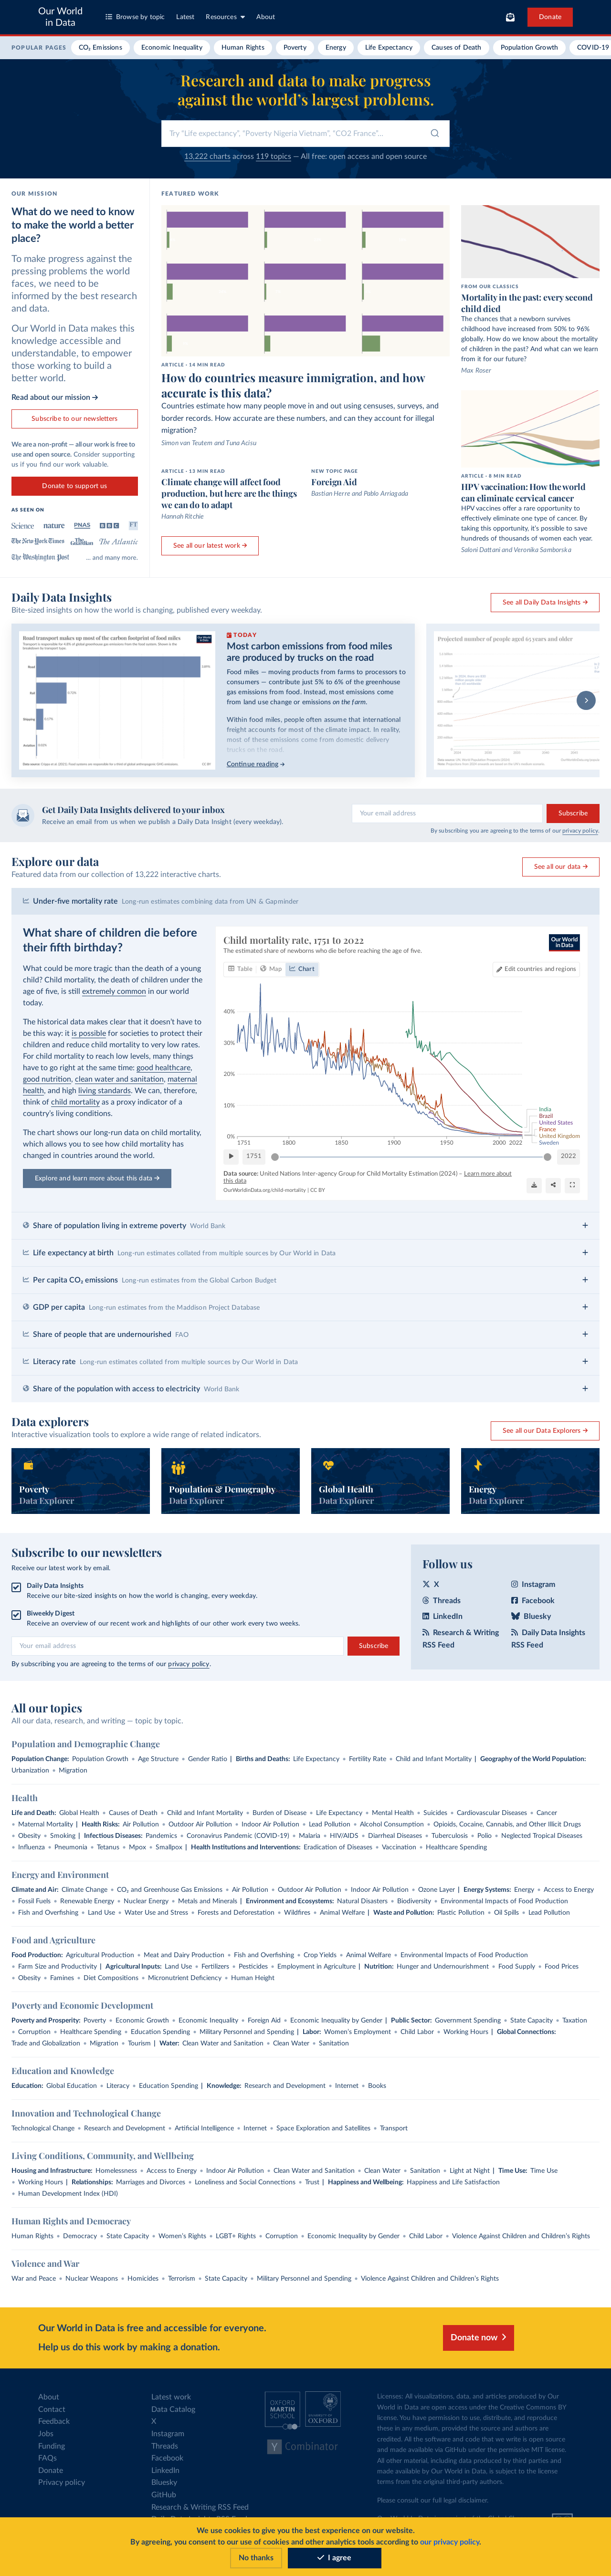 Our World
in Data
Browse by topic
Latest
Resources
About
Donate
POPULAR PAGES
CO₂ Emissions
Economic Inequality
Human Rights
Poverty
Energy
Life Expectancy
Causes of Death
Population Growth
COVID-19
Research and data to make progress
against the world's largest problems.
Try "Life expectancy", "Poverty Nigeria Vietnam", "CO2 France"...
13,222 charts across 119 topics — All free: open access and open source
OUR MISSION
What do we need to know
to make the world a better
place?
To make progress against the
pressing problems the world
faces, we need to be
informed by the best research
and data.
Our World in Data makes this
knowledge accessible and
understandable, to empower
those working to build a
better world.
Read about our mission →
Subscribe to our newsletters
We are a non-profit — all our work is free to
use and open source. Consider supporting
us if you find our work valuable.
Donate to support us
AS SEEN ON
Science
nature
PNAS
BBC
FT
The New York Times
The Guardian
The Atlantic
The Washington Post
... and many more.
FEATURED WORK
ARTICLE - 14 MIN READ
How do countries measure immigration, and how
accurate is this data?
Countries estimate how many people move in and out using censuses, surveys, and
border records. How accurate are these numbers, and can they account for illegal
migration?
Simon van Teutem and Tuna Acisu
ARTICLE - 13 MIN READ
Climate change will affect food
production, but here are the things
we can do to adapt
Hannah Ritchie
NEW TOPIC PAGE
Foreign Aid
Bastian Herre and Pablo Arriagada
See all our latest work →
FROM OUR CLASSICS
Mortality in the past: every second
child died
The chances that a newborn survives
childhood have increased from 50% to 96%
globally. How do we know about the mortality
of children in the past? And what can we learn
from it for our future?
Max Roser
ARTICLE - 8 MIN READ
HPV vaccination: How the world
can eliminate cervical cancer
HPV vaccines offer a rare opportunity to
effectively eliminate one type of cancer. By
taking this opportunity, it's possible to save
hundreds of thousands of women each year.
Saloni Dattani and Veronika Samborska
Daily Data Insights
Bite-sized insights on how the world is changing, published every weekday.
See all Daily Data Insights →
Road transport makes up most of the carbon footprint of food miles
TODAY
Most carbon emissions from food miles
are produced by trucks on the road
Food miles — moving products from farms to processors
to consumers — contribute just 5% to 6% of the greenhouse
gas emissions from food. Instead, most emissions come
from land use change or emissions on the farm.
Within food miles, people often assume that international
freight accounts for most of the climate impact. In reality,
most of these emissions come from domestic delivery
trucks on the road.
Continue reading →
Projected number of people aged 65 years and older
Get Daily Data Insights delivered to your inbox
Receive an email from us when we publish a Daily Data Insight (every weekday).
Your email address
Subscribe
By subscribing you are agreeing to the terms of our privacy policy.
Explore our data
Featured data from our collection of 13,222 interactive charts.
See all our data →
Under-five mortality rate Long-run estimates combining data from UN & Gapminder
What share of children die before
their fifth birthday?
What could be more tragic than the death of a young
child? Child mortality, the death of children under the
age of five, is still extremely common in our world
today.
The historical data makes clear that it doesn't have to
be this way: it is possible for societies to protect their
children and reduce child mortality to very low rates.
For child mortality to reach low levels, many things
have to go right at the same time: good healthcare,
good nutrition, clean water and sanitation, maternal
health, and high living standards. We can, therefore,
think of child mortality as a proxy indicator of a
country's living conditions.
The chart shows our long-run data on child mortality,
which allows you to see how child mortality has
changed in countries around the world.
Explore and learn more about this data →
Child mortality rate, 1751 to 2022
The estimated share of newborns who die before reaching the age of five.
Our World
in Data
Table
Map
Chart
Edit countries and regions
40%
30%
20%
10%
0%
1751
1800
1850
1900
1950
2000
2022
India
Brazil
United States
France
United Kingdom
Sweden
1751
2022
Data source: United Nations Inter-agency Group for Child Mortality Estimation (2024) – Learn more about
this data
OurWorldinData.org/child-mortality | CC BY
Share of population living in extreme poverty World Bank
Life expectancy at birth Long-run estimates collated from multiple sources by Our World in Data
Per capita CO₂ emissions Long-run estimates from the Global Carbon Budget
GDP per capita Long-run estimates from the Maddison Project Database
Share of people that are undernourished FAO
Literacy rate Long-run estimates collated from multiple sources by Our World in Data
Share of the population with access to electricity World Bank
Data explorers
Interactive visualization tools to explore a wide range of related indicators.
See all our Data Explorers →
Poverty
Data Explorer
Population & Demography
Data Explorer
Global Health
Data Explorer
Energy
Data Explorer
Subscribe to our newsletters
Receive our latest work by email.
Daily Data Insights
Receive our bite-sized insights on how the world is changing, every weekday.
Biweekly Digest
Receive an overview of our recent work and highlights of our other work every two weeks.
Your email address
Subscribe
By subscribing you are agreeing to the terms of our privacy policy.
Follow us
X
Instagram
Threads
Facebook
LinkedIn
Bluesky
Research & Writing
RSS Feed
Daily Data Insights
RSS Feed
All our topics
All our data, research, and writing — topic by topic.
Population and Demographic Change
Population Change: Population Growth • Age Structure • Gender Ratio | Births and Deaths: Life Expectancy • Fertility Rate • Child and Infant Mortality | Geography of the World Population:
Urbanization • Migration
Health
Life and Death: Global Health • Causes of Death • Child and Infant Mortality • Burden of Disease • Life Expectancy • Mental Health • Suicides • Cardiovascular Diseases • Cancer
• Maternal Mortality | Health Risks: Air Pollution • Outdoor Air Pollution • Indoor Air Pollution • Lead Pollution • Alcohol Consumption • Opioids, Cocaine, Cannabis, and Other Illicit Drugs
• Obesity • Smoking | Infectious Diseases: Pandemics • Coronavirus Pandemic (COVID-19) • Malaria • HIV/AIDS • Diarrheal Diseases • Tuberculosis • Polio • Neglected Tropical Diseases
• Influenza • Pneumonia • Tetanus • Mpox • Smallpox | Health Institutions and Interventions: Eradication of Diseases • Vaccination • Healthcare Spending
Energy and Environment
Climate and Air: Climate Change • CO₂ and Greenhouse Gas Emissions • Air Pollution • Outdoor Air Pollution • Indoor Air Pollution • Ozone Layer | Energy Systems: Energy • Access to Energy
• Fossil Fuels • Renewable Energy • Nuclear Energy • Metals and Minerals | Environment and Ecosystems: Natural Disasters • Biodiversity • Environmental Impacts of Food Production
• Fish and Overfishing • Land Use • Water Use and Stress • Forests and Deforestation • Wildfires • Animal Welfare | Waste and Pollution: Plastic Pollution • Oil Spills • Lead Pollution
Food and Agriculture
Food Production: Agricultural Production • Meat and Dairy Production • Fish and Overfishing • Crop Yields • Animal Welfare • Environmental Impacts of Food Production
• Farm Size and Productivity | Agricultural Inputs: Land Use • Fertilizers • Pesticides • Employment in Agriculture | Nutrition: Hunger and Undernourishment • Food Supply • Food Prices
• Obesity • Famines • Diet Compositions • Micronutrient Deficiency • Human Height
Poverty and Economic Development
Poverty and Prosperity: Poverty • Economic Growth • Economic Inequality • Foreign Aid • Economic Inequality by Gender | Public Sector: Government Spending • State Capacity • Taxation
• Corruption • Healthcare Spending • Education Spending • Military Personnel and Spending | Labor: Women's Employment • Child Labor • Working Hours | Global Connections:
Trade and Globalization • Migration • Tourism | Water: Clean Water and Sanitation • Clean Water • Sanitation
Education and Knowledge
Education: Global Education • Literacy • Education Spending | Knowledge: Research and Development • Internet • Books
Innovation and Technological Change
Technological Change • Research and Development • Artificial Intelligence • Internet • Space Exploration and Satellites • Transport
Living Conditions, Community, and Wellbeing
Housing and Infrastructure: Homelessness • Access to Energy • Indoor Air Pollution • Clean Water and Sanitation • Clean Water • Sanitation • Light at Night | Time Use: Time Use
• Working Hours | Relationships: Marriages and Divorces • Loneliness and Social Connections • Trust | Happiness and Wellbeing: Happiness and Life Satisfaction
• Human Development Index (HDI)
Human Rights and Democracy
Human Rights • Democracy • State Capacity • Women's Rights • LGBT+ Rights • Corruption • Economic Inequality by Gender • Child Labor • Violence Against Children and Children's Rights
Violence and War
War and Peace • Nuclear Weapons • Homicides • Terrorism • State Capacity • Military Personnel and Spending • Violence Against Children and Children's Rights
Our World in Data is free and accessible for everyone.
Help us do this work by making a donation.
Donate now
About
Contact
Feedback
Jobs
Funding
FAQs
Donate
Privacy policy
Latest work
Data Catalog
X
Instagram
Threads
Facebook
LinkedIn
Bluesky
GitHub
Research & Writing RSS Feed
OXFORD
MARTIN
SCHOOL
UNIVERSITY OF
OXFORD
Y Combinator
Licenses: All visualizations, data, and articles produced by Our
World in Data are open access under the Creative Commons BY
license. You have permission to use, distribute, and reproduce
these in any medium, provided the source and authors are
credited. All the software and code that we write is open source
and made available via GitHub under the permissive MIT license.
All other material, including data produced by third parties and
made available by Our World in Data, is subject to the license
terms from the original third-party authors.
Please consult our full legal disclaimer.
We use cookies to give you the best experience on our website.
By agreeing, you consent to our use of cookies and other analytics tools according to our privacy policy.
No thanks
I agree